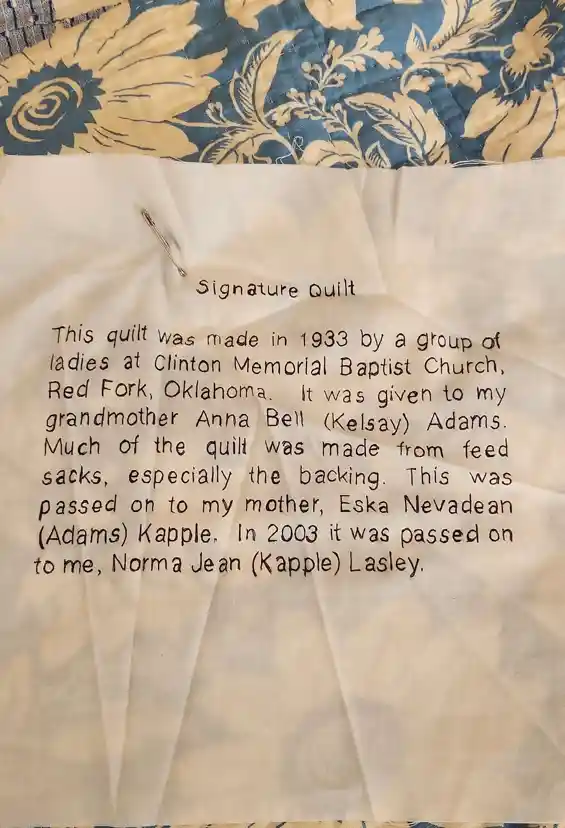 Signature Quilt
This quilt was made in 1933 by a group of
ladies at Clinton Memorial Baptist Church,
Red Fork, Oklahoma. It was given to my
grandmother Anna Bell (Kelsay) Adams.
Much of the quilt was made from feed
sacks, especially the backing. This was
passed on to my mother, Eska Nevadean
(Adams) Kapple. In 2003 it was passed on
to me, Norma Jean (Kapple) Lasley.